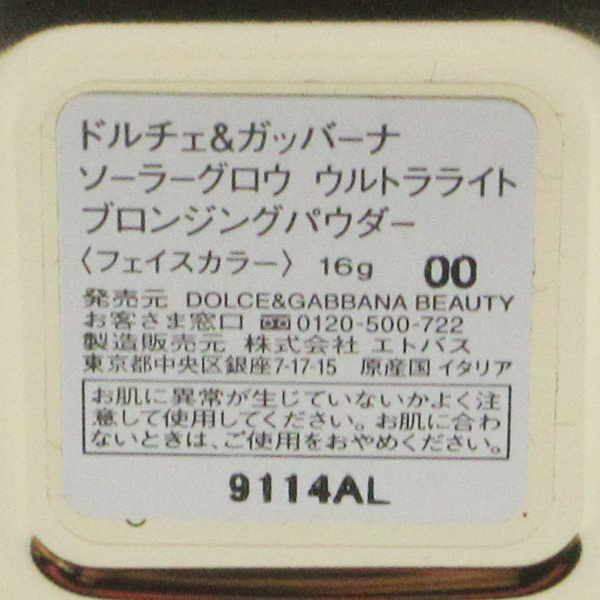 ドルチェ&ガッバーナ
ソーラーグロウ ウルトラライト
ブロンジングパウダー
〈フェイスカラー〉 16g 00
発売元 DOLCE&GABBANA BEAUTY
お客さま窓口 0120-500-722
製造販売元 株式会社 エトバス
東京都中央区銀座7-17-15 原産国 イタリア
お肌に異常が生じていないかよく注
意して使用してください。お肌に合わ
ないときは、ご使用をおやめください。
9114AL